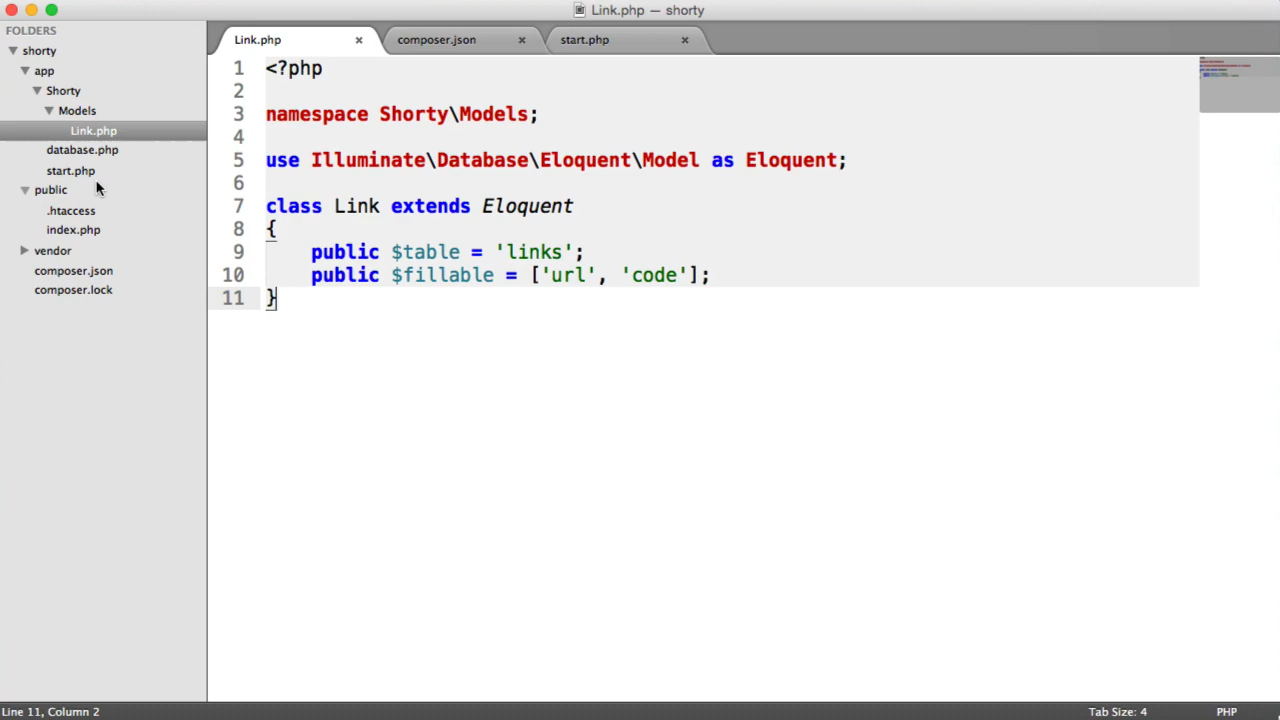 Link.php — shorty
FOLDERS
shorty
app
Shorty
Models
Link.php
database.php
start.php
public
.htaccess
index.php
vendor
composer.json
composer.lock
Link.php × composer.json × start.php ×
1 <?php
2
3 namespace Shorty\Models;
4
5 use Illuminate\Database\Eloquent\Model as Eloquent;
6
7 class Link extends Eloquent
8 {
9 public $table = 'links';
10 public $fillable = ['url', 'code'];
11 }
Line 11, Column 2
Tab Size: 4
PHP